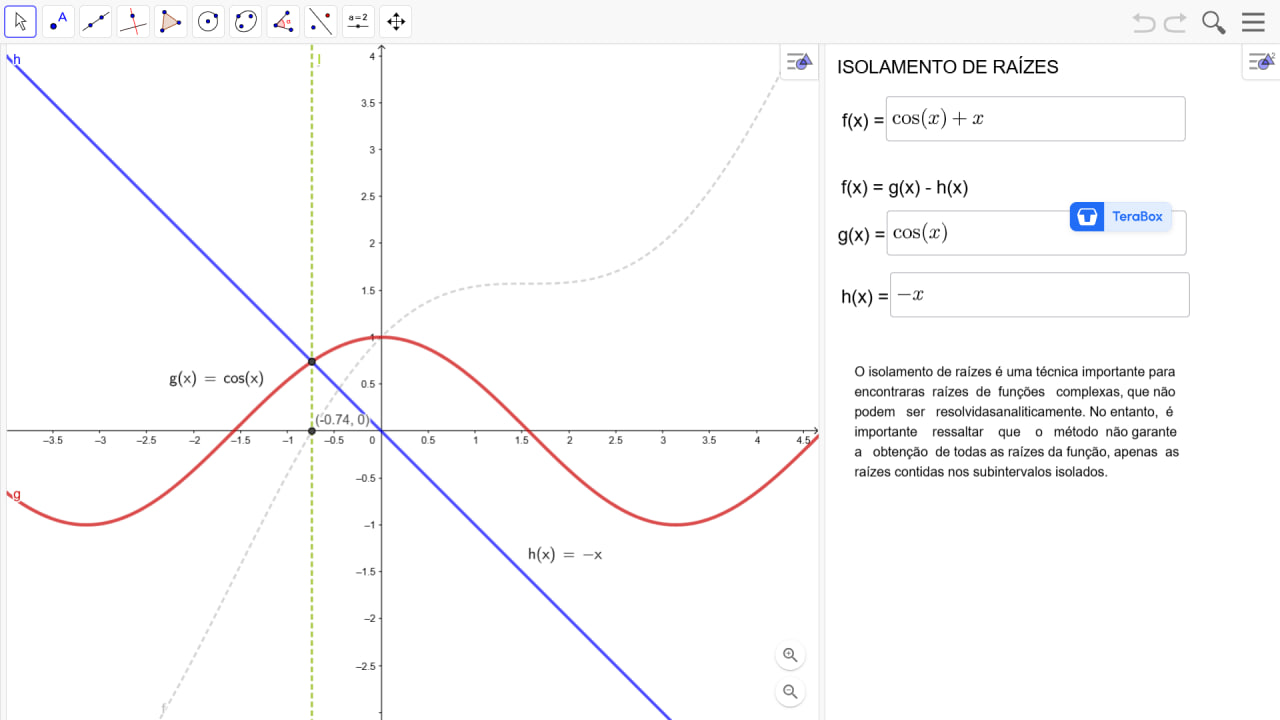 A
α
a=2
h
l
4
3.5
3
2.5
2
1.5
1
0.5
g(x) = cos(x)
(-0.74, 0)
−3.5 −3 −2.5 −2 −1.5 −1 −0.5 0 0.5 1 1.5 2 2.5 3 3.5 4 4.5
−0.5
g
−1
h(x) = −x
−1.5
−2
−2.5
f
ISOLAMENTO DE RAÍZES
2
f(x) = cos(x) + x
f(x) = g(x) - h(x)
TeraBox
g(x) = cos(x)
h(x) = −x
O isolamento de raízes é uma técnica importante para
encontraras raízes de funções complexas, que não
podem ser resolvidasanaliticamente. No entanto, é
importante ressaltar que o método não garante
a obtenção de todas as raízes da função, apenas as
raízes contidas nos subintervalos isolados.